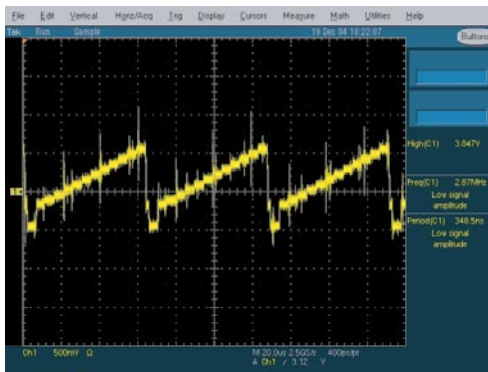 File Edit Vertical Horiz/Acq Trig Display Cursors Measure Math Utilities Help
Tek Run Sample 19 Dec 04 10:22:07
Buttons
High(C1) 3.847V
Freq(C1) 2.87MHz
Low signal
amplitude
Period(C1) 348.5ns
Low signal
amplitude
1
Ch1 500mV Ω M 20.0us 2.5GS/s 400ps/pt
A Ch1 / 3.12 V